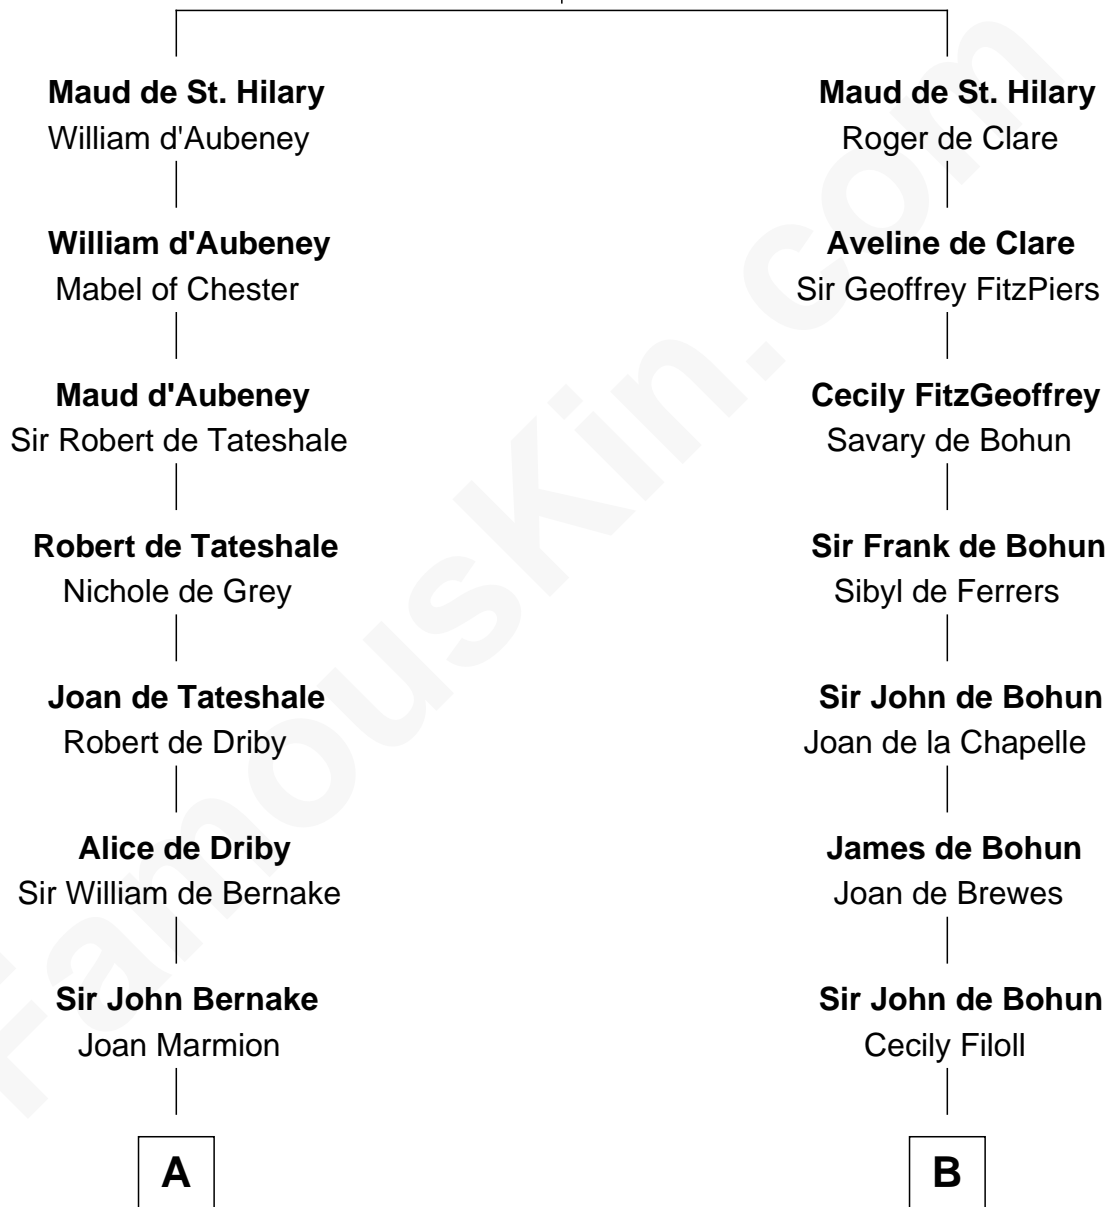 Maud de St. Hilary
William d'Aubeney
William d'Aubeney
Mabel of Chester
Maud d'Aubeney
Sir Robert de Tateshale
Robert de Tateshale
Nichole de Grey
Joan de Tateshale
Robert de Driby
Alice de Driby
Sir William de Bernake
Sir John Bernake
Joan Marmion
A
Maud de St. Hilary
Roger de Clare
Aveline de Clare
Sir Geoffrey FitzPiers
Cecily FitzGeoffrey
Savary de Bohun
Sir Frank de Bohun
Sibyl de Ferrers
Sir John de Bohun
Joan de la Chapelle
James de Bohun
Joan de Brewes
Sir John de Bohun
Cecily Filoll
B
FamousKin.com